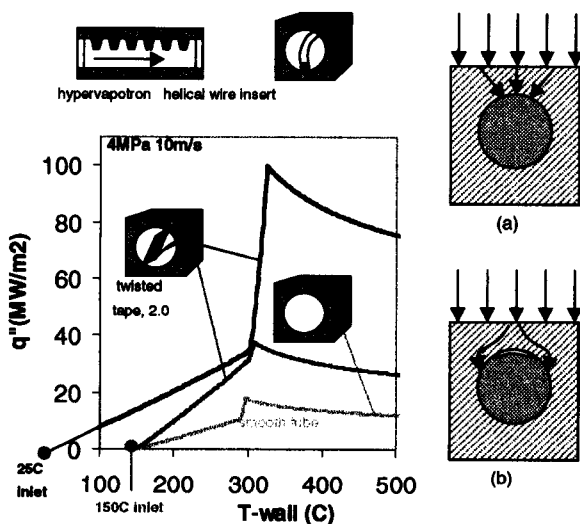 hypervapotron helical wire insert
4MPa 10m/s
100
80
60
40
20
0
q"(MW/m2)
twisted
tape, 2.0
smooth tube
25C
inlet
150C inlet
100 200 300 400 500
T-wall (C)
(a)
(b)